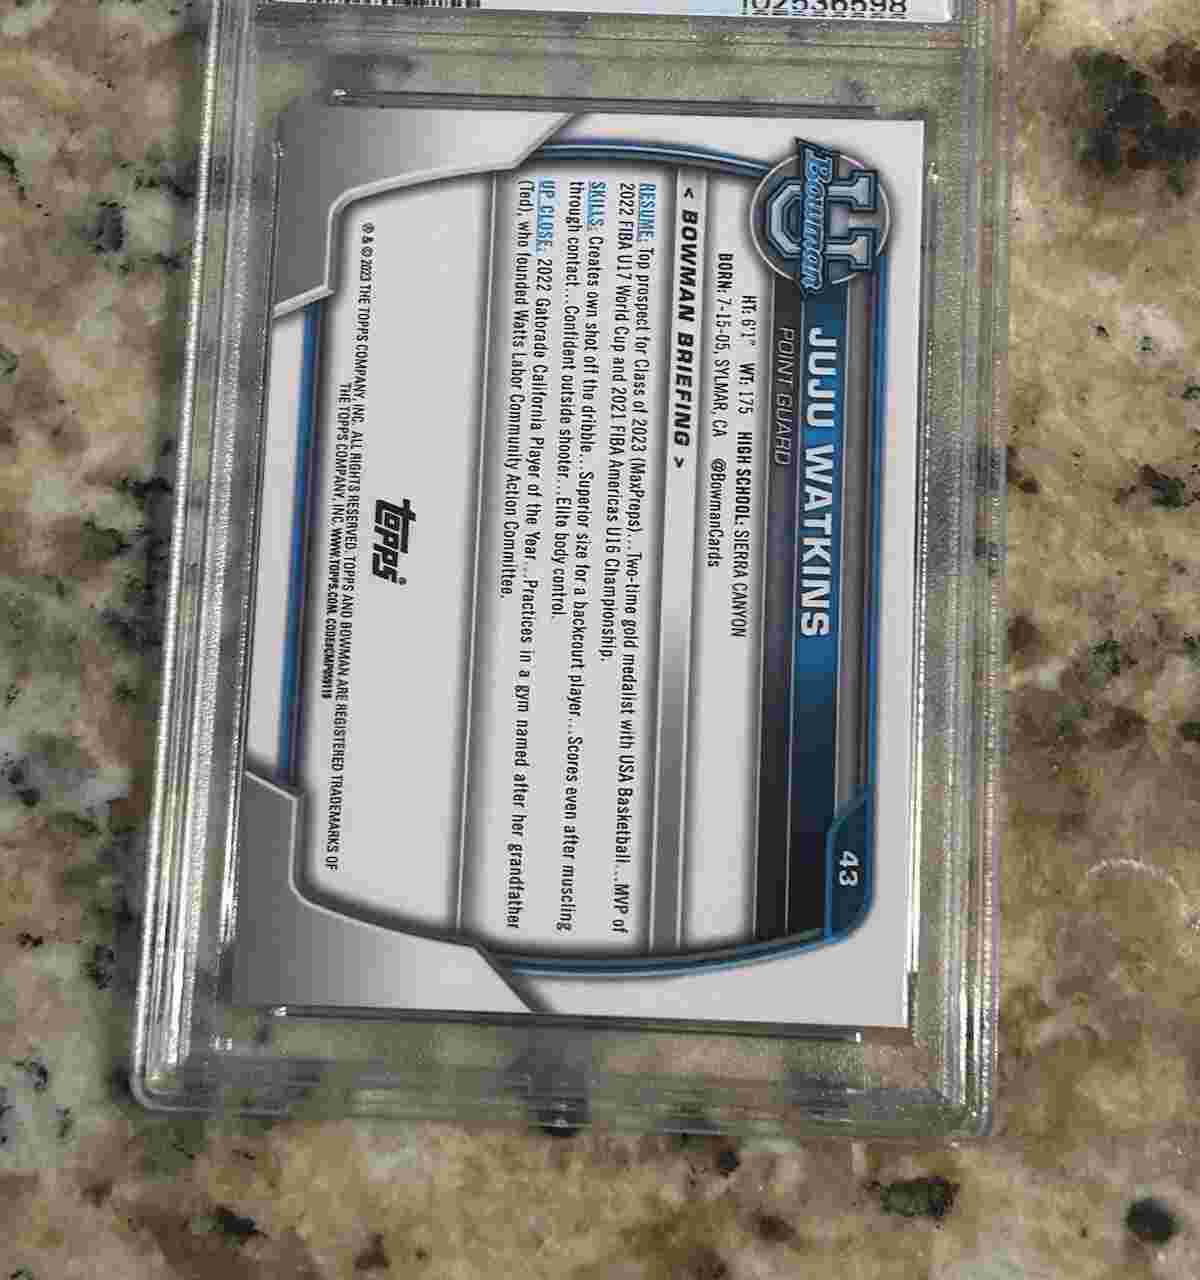 102536598
Bowman U
43
JUJU WATKINS
POINT GUARD
HT: 6'1" WT: 175 HIGH SCHOOL: SIERRA CANYON
BORN: 7-15-05, SYLMAR, CA @BowmanCards
< BOWMAN BRIEFING >
RESUME: Top prospect for Class of 2023 (MaxPreps)...Two-time gold medalist with USA Basketball...MVP of
2022 FIBA U17 World Cup and 2021 FIBA Americas U16 Championship.
SKILLS: Creates own shot off the dribble...Superior size for a backcourt player...Scores even after muscling
through contact...Confident outside shooter...Elite body control.
UP CLOSE: 2022 Gatorade California Player of the Year...Practices in a gym named after her grandfather
(Ted), who founded Watts Labor Community Action Committee.
topps®
® & © 2023 THE TOPPS COMPANY, INC. ALL RIGHTS RESERVED. TOPPS AND BOWMAN ARE REGISTERED TRADEMARKS OF
THE TOPPS COMPANY, INC. WWW.TOPPS.COM